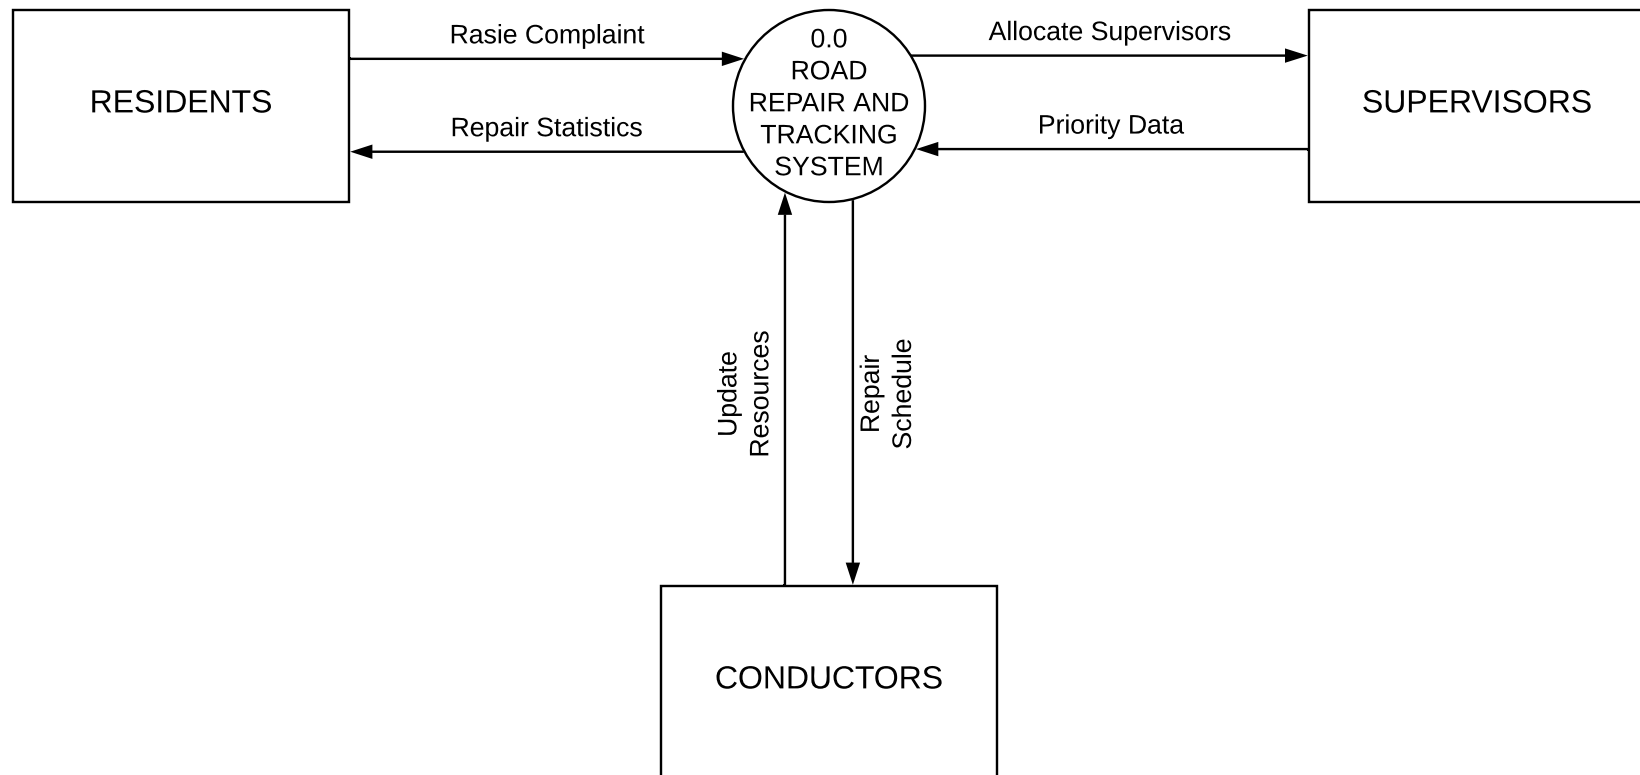 RESIDENTS
Rasie Complaint
Repair Statistics
0.0
ROAD
REPAIR AND
TRACKING
SYSTEM
Allocate Supervisors
Priority Data
SUPERVISORS
Update
Resources
Repair
Schedule
CONDUCTORS